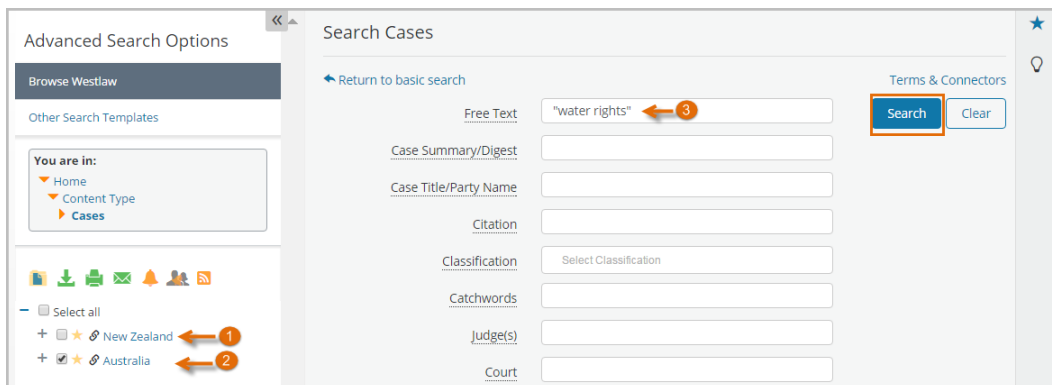 Advanced Search Options
Browse Westlaw
Other Search Templates
You are in:
Home
Content Type
Cases
Select all
New Zealand
1
Australia
2
Search Cases
Return to basic search
Terms & Connectors
Free Text
"water rights"
3
Search
Clear
Case Summary/Digest
Case Title/Party Name
Citation
Classification
Select Classification
Catchwords
Judge(s)
Court